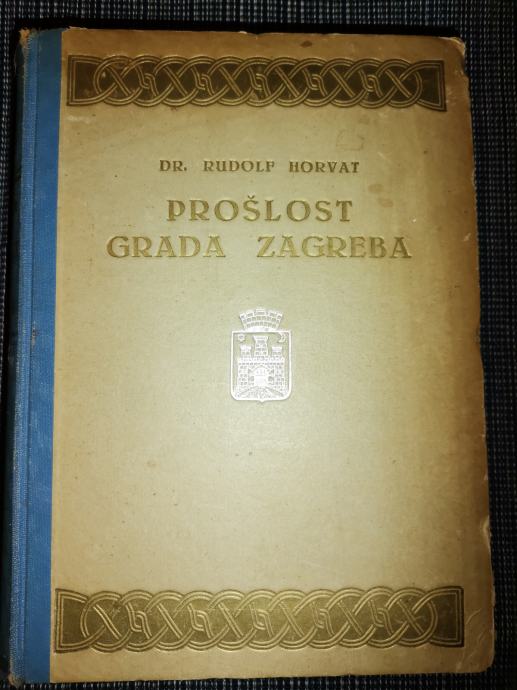 DR. RUDOLF HORVAT
PROŠLOST
GRADA ZAGREBA